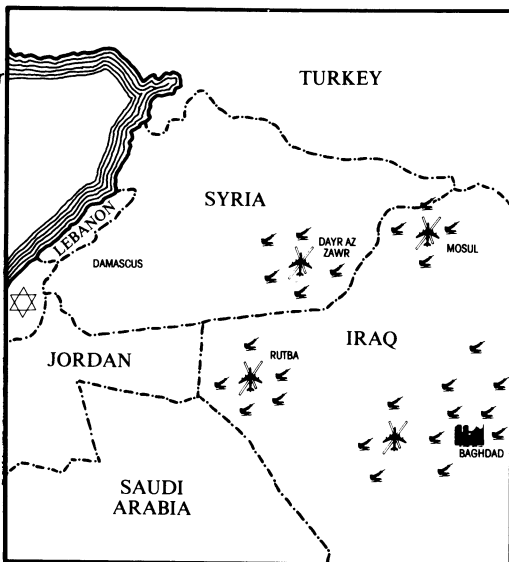 TURKEY
SYRIA
LEBANON
DAYR AZ
ZAWR
MOSUL
DAMASCUS
IRAQ
JORDAN
RUTBA
BAGHDAD
SAUDI
ARABIA